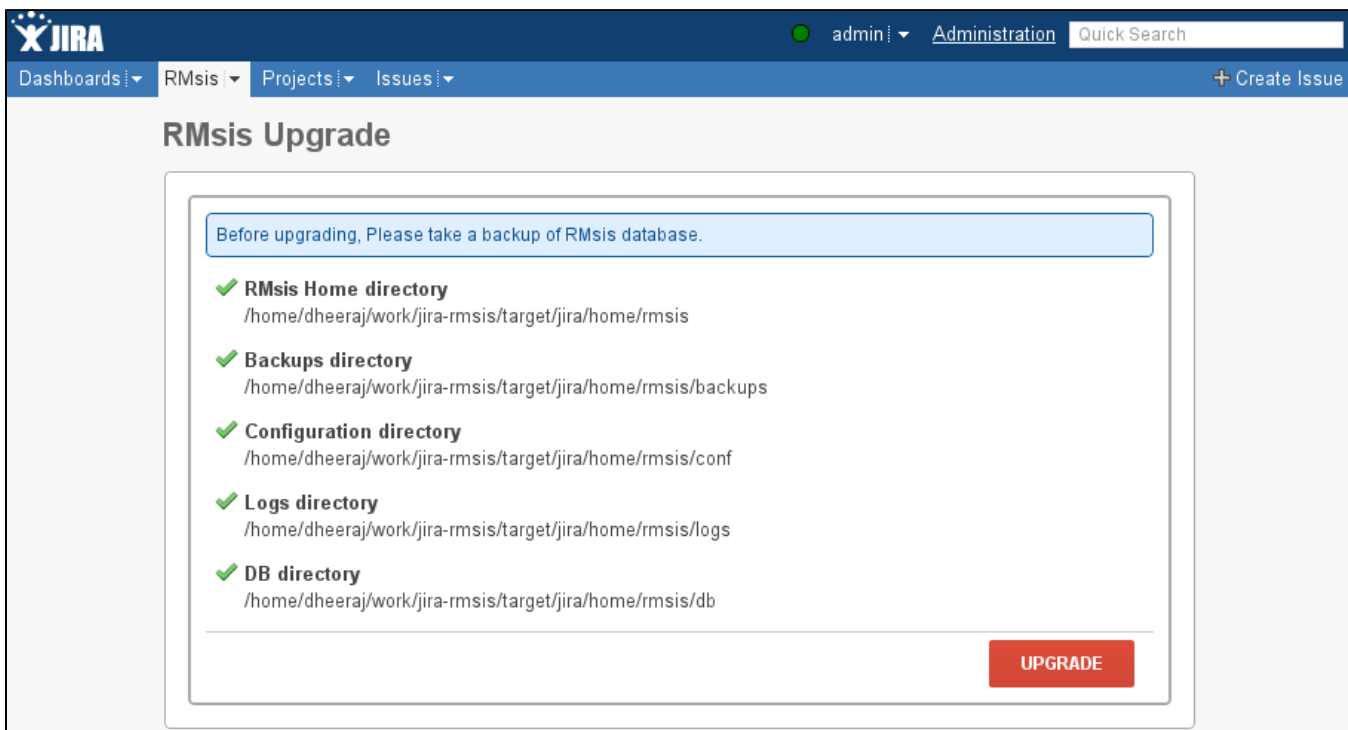 JIRA
admin Administration Quick Search
Dashboards RMsis Projects Issues + Create Issue
RMsis Upgrade
Before upgrading, Please take a backup of RMsis database.
RMsis Home directory
/home/dheeraj/work/jira-rmsis/target/jira/home/rmsis
Backups directory
/home/dheeraj/work/jira-rmsis/target/jira/home/rmsis/backups
Configuration directory
/home/dheeraj/work/jira-rmsis/target/jira/home/rmsis/conf
Logs directory
/home/dheeraj/work/jira-rmsis/target/jira/home/rmsis/logs
DB directory
/home/dheeraj/work/jira-rmsis/target/jira/home/rmsis/db
UPGRADE